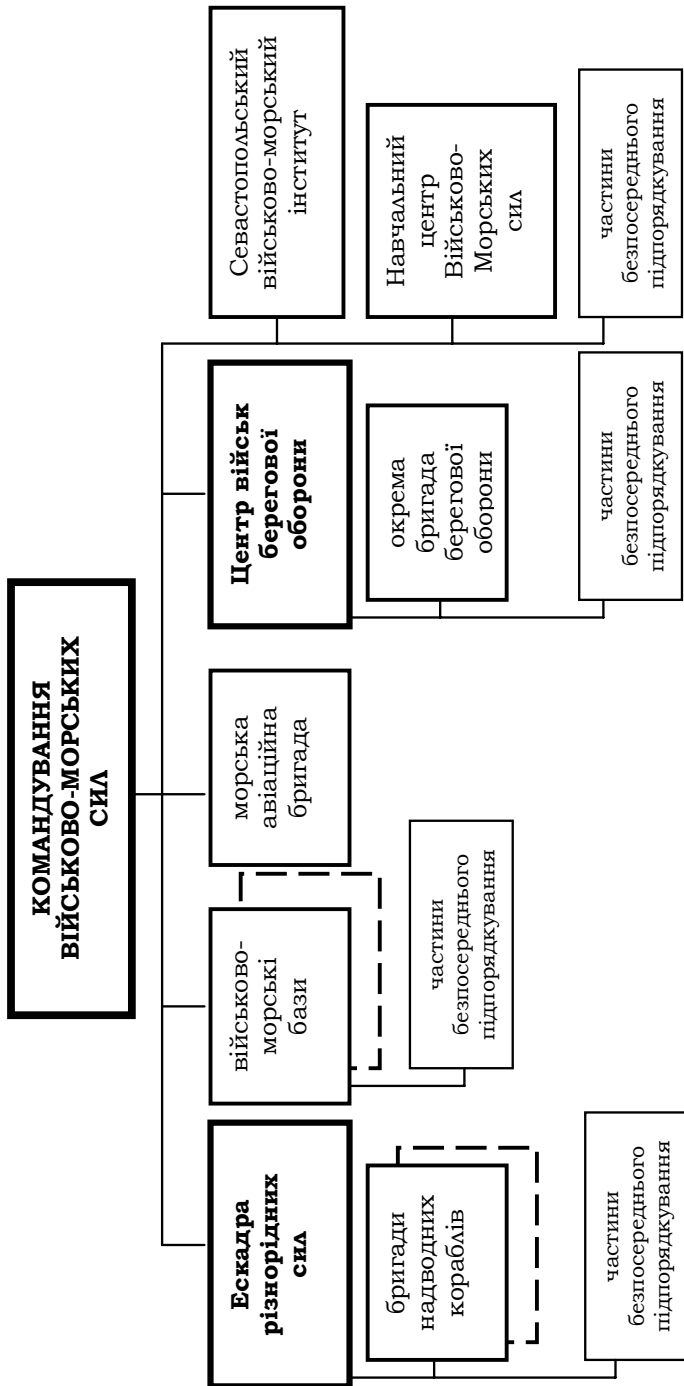 КОМАНДУВАННЯ
ВІЙСЬКОВО-МОРСЬКИХ
СИЛ
Ескадра
різнорідних
сил
бригади
надводних
кораблів
частини
безпосереднього
підпорядкування
військово-
морські
бази
частини
безпосереднього
підпорядкування
морська
авіаційна
бригада
Центр військ
берегової
оборони
окрема
бригада
берегової
оборони
частини
безпосереднього
підпорядкування
Севастопольський
військово-морський
інститут
Навчальний
центр
Військово-
Морських
сил
частини
безпосереднього
підпорядкування